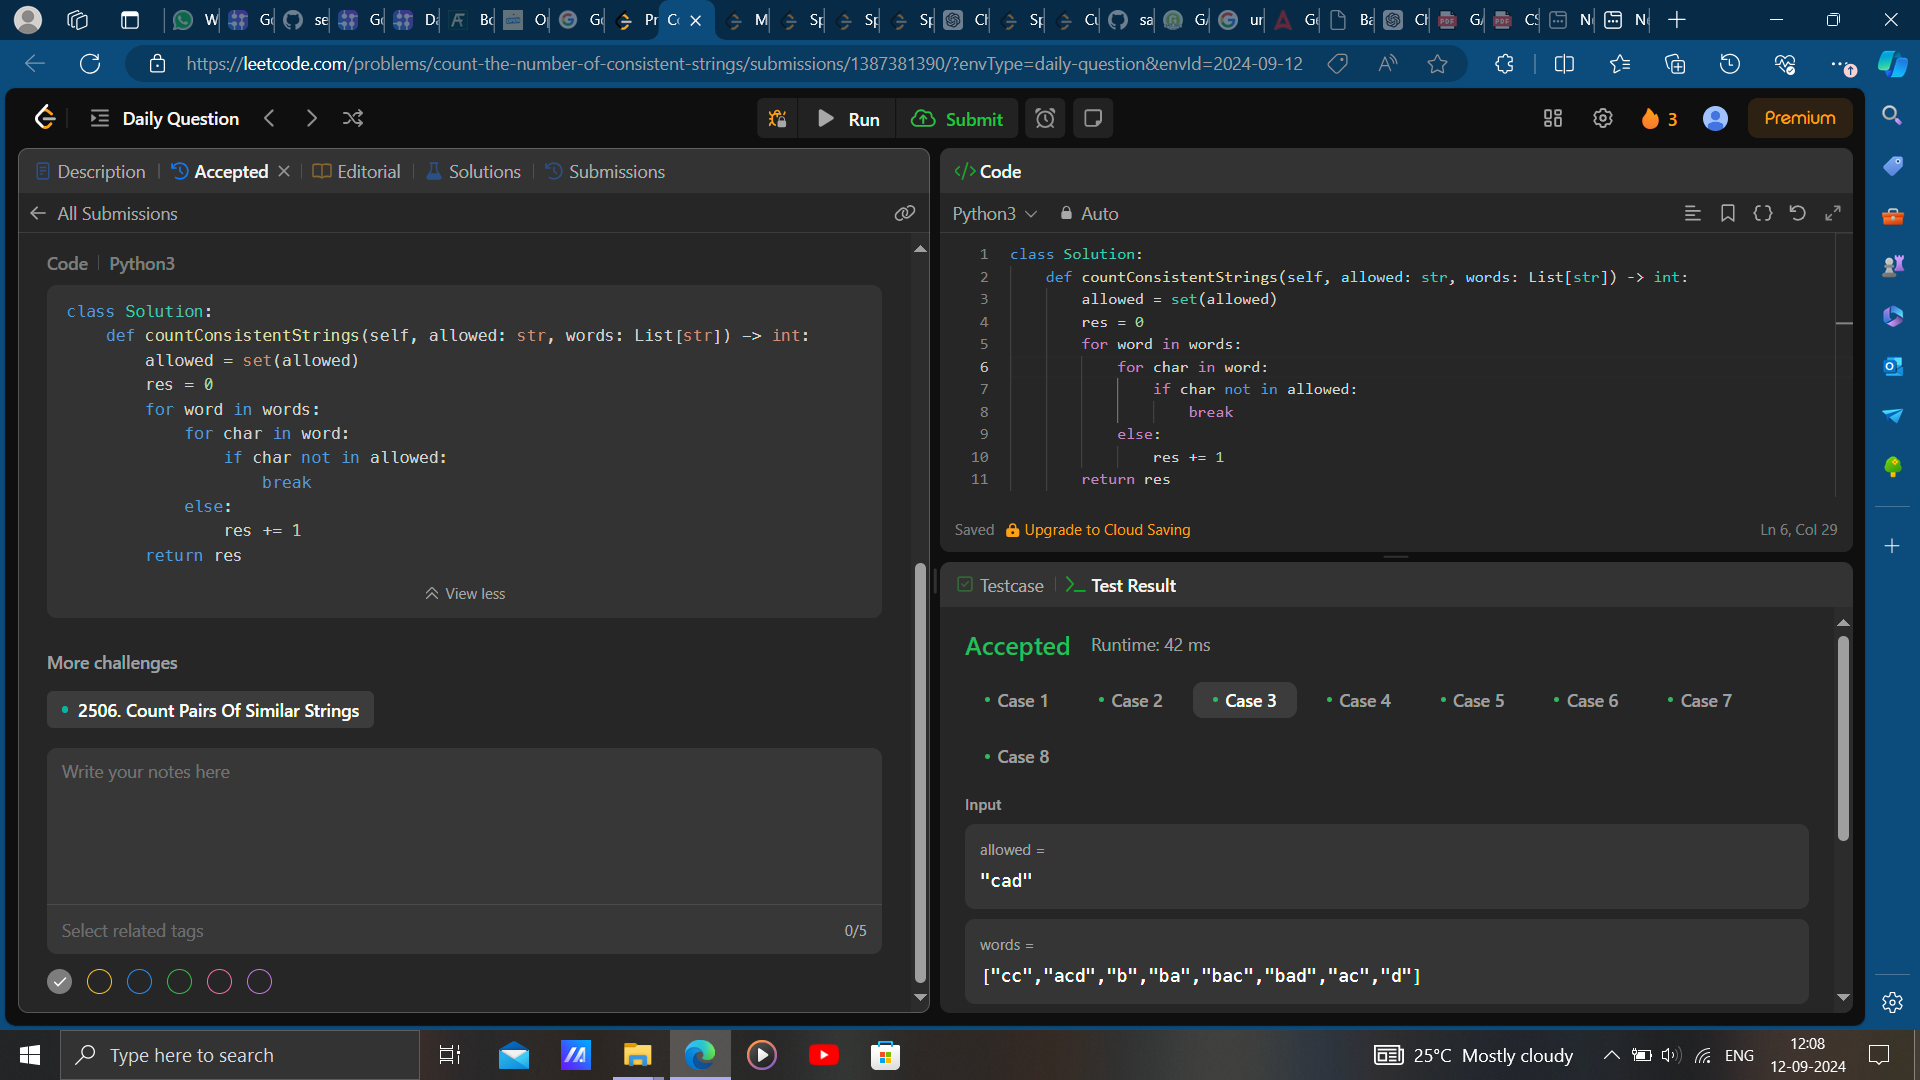 https://leetcode.com/problems/count-the-number-of-consistent-strings/submissions/1387381390/?envType=daily-question&envId=2024-09-12
Daily Question
Run
Submit
3
Premium
Description
Accepted
Editorial
Solutions
Submissions
All Submissions
Code
Python3
class Solution:
    def countConsistentStrings(self, allowed: str, words: List[str]) -> int:
        allowed = set(allowed)
        res = 0
        for word in words:
            for char in word:
                if char not in allowed:
                    break
            else:
                res += 1
        return res
View less
More challenges
2506. Count Pairs Of Similar Strings
Write your notes here
Select related tags
0/5
Code
Python3
Auto
1 class Solution:
2     def countConsistentStrings(self, allowed: str, words: List[str]) -> int:
3         allowed = set(allowed)
4         res = 0
5         for word in words:
6             for char in word:
7                 if char not in allowed:
8                     break
9             else:
10                 res += 1
11         return res
Saved
Upgrade to Cloud Saving
Ln 6, Col 29
Testcase
Test Result
Accepted
Runtime: 42 ms
Case 1
Case 2
Case 3
Case 4
Case 5
Case 6
Case 7
Case 8
Input
allowed =
"cad"
words =
["cc","acd","b","ba","bac","bad","ac","d"]
Type here to search
25°C Mostly cloudy
ENG
12:08
12-09-2024